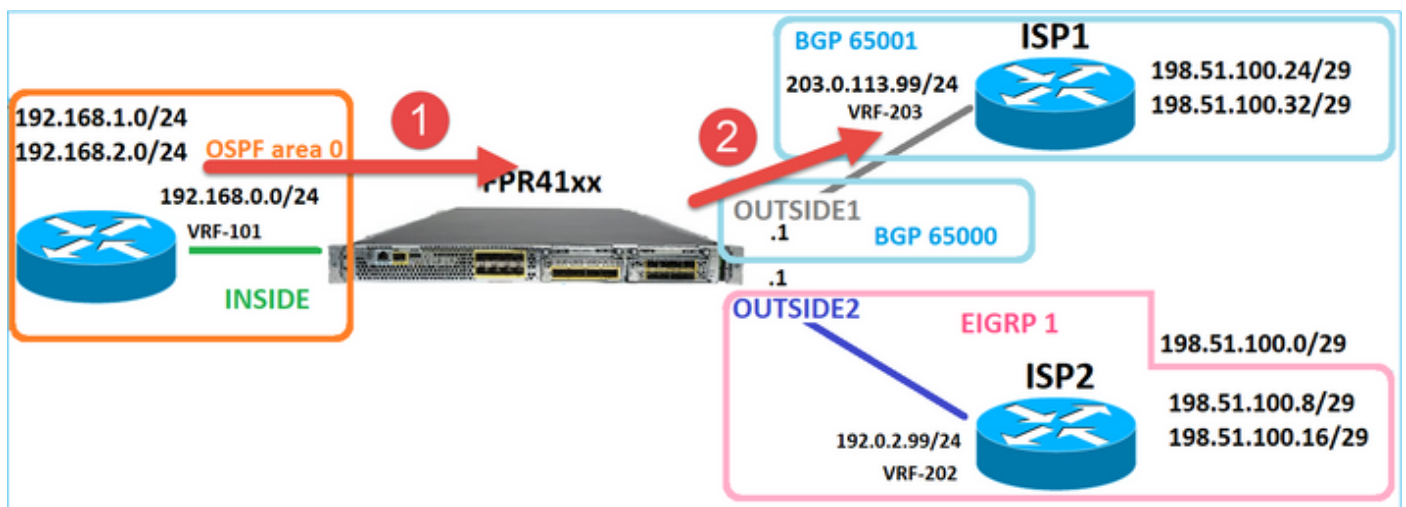 192.168.1.0/24
192.168.2.0/24
OSPF area 0
192.168.0.0/24
VRF-101
INSIDE
1
FPR41xx
2
BGP 65001
ISP1
203.0.113.99/24
VRF-203
198.51.100.24/29
198.51.100.32/29
OUTSIDE1
.1
BGP 65000
.1
OUTSIDE2
EIGRP 1
198.51.100.0/29
ISP2
198.51.100.8/29
198.51.100.16/29
192.0.2.99/24
VRF-202